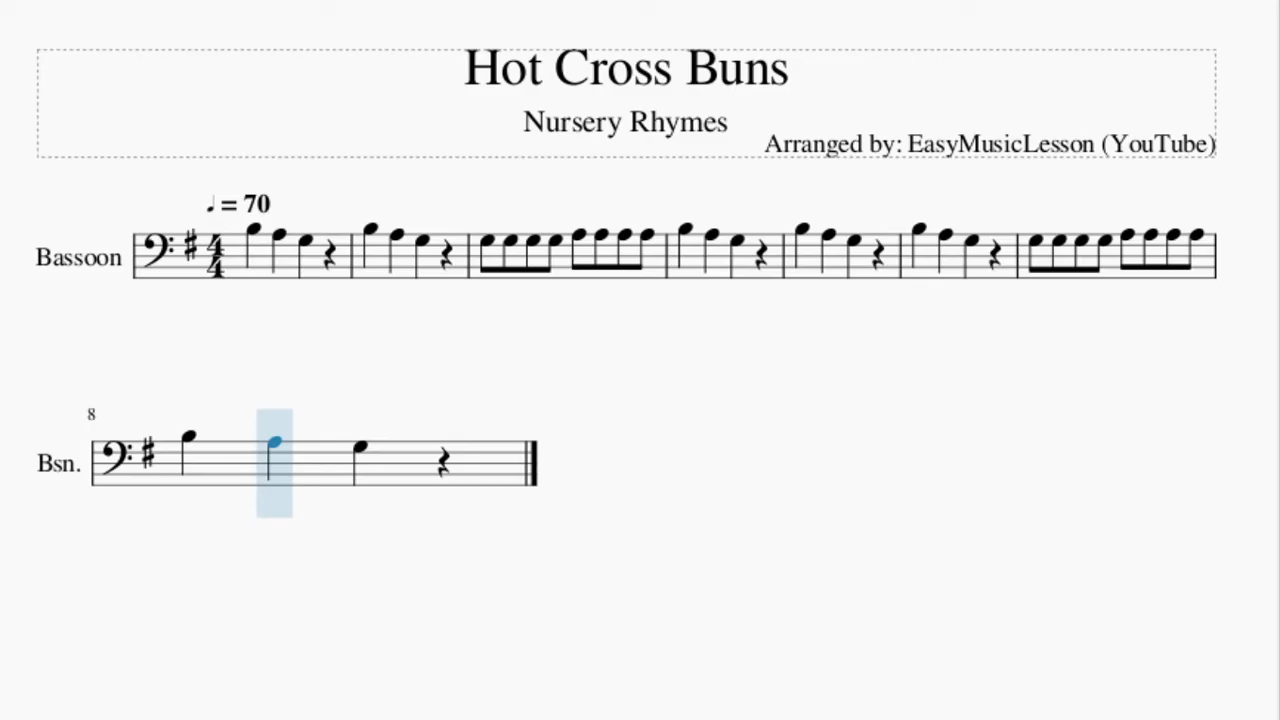 Hot Cross Buns
Nursery Rhymes
Arranged by: EasyMusicLesson (YouTube)
♩ = 70
Bassoon
4
4
8
Bsn.